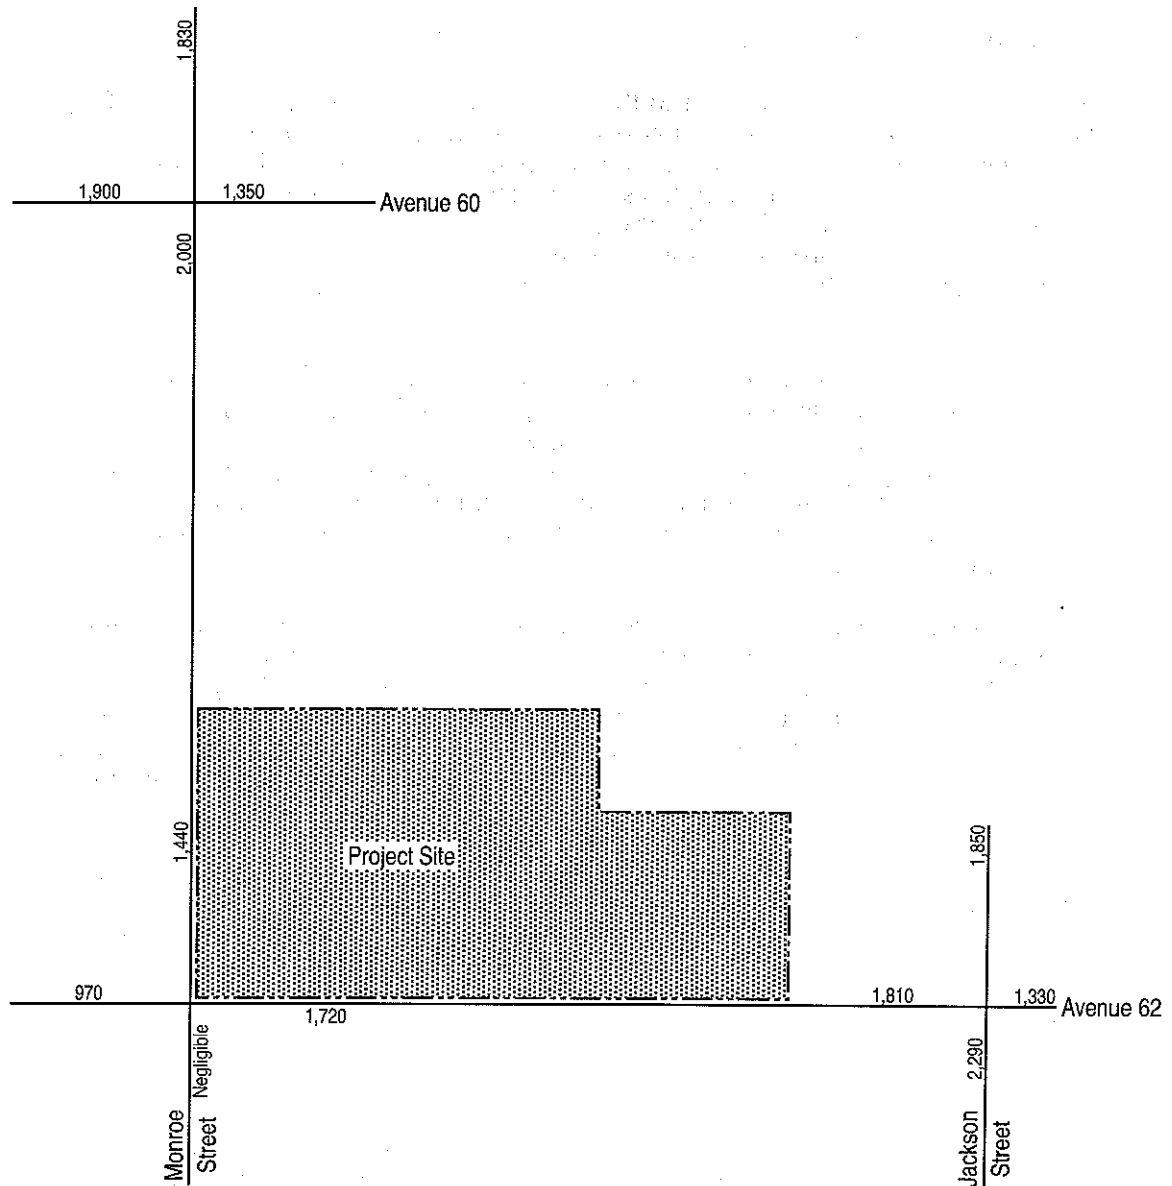 1,830
1,900
1,350
Avenue 60
2,000
1,440
Project Site
1,850
970
1,720
1,810
1,330
Avenue 62
Negligible
2,290
Monroe
Street
Jackson
Street